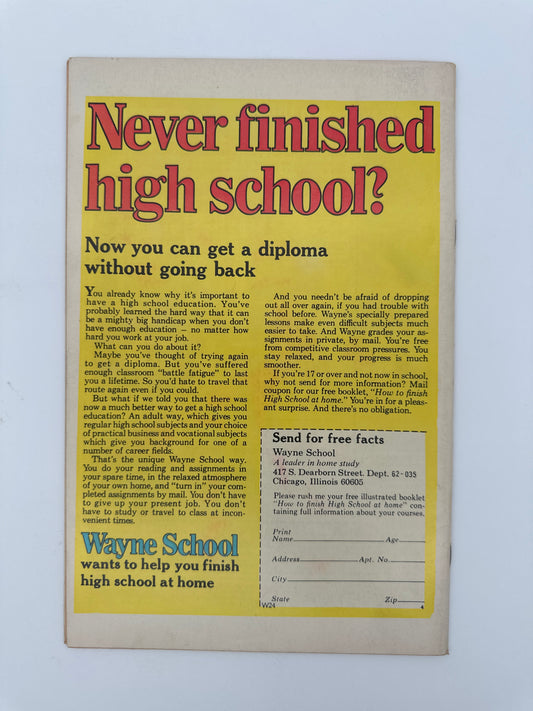 Never finished
high school?
Now you can get a diploma
without going back
You already know why it's important to
have a high school education. You've
probably learned the hard way that it can
be a mighty big handicap when you don't
have enough education – no matter how
hard you work at your job.
What can you do about it?
Maybe you've thought of trying again
to get a diploma. But you've suffered
enough classroom "battle fatigue" to last
you a lifetime. So you'd hate to travel that
route again even if you could.
But what if we told you that there was
now a much better way to get a high school
education? An adult way, which gives you
regular high school subjects and your choice
of practical business and vocational subjects
which give you background for one of a
number of career fields.
That's the unique Wayne School way.
You do your reading and assignments in
your spare time, in the relaxed atmosphere
of your own home, and "turn in" your com-
pleted assignments by mail. You don't have
to give up your present job. You don't
have to study or travel to class at incon-
venient times.
Wayne School
wants to help you finish
high school at home
And you needn't be afraid of dropping
out all over again, if you had trouble with
school before. Wayne's specially prepared
lessons make even difficult subjects much
easier to take. And Wayne grades your as-
signments in private, by mail. You're free
from competitive classroom pressures. You
stay relaxed, and your progress is much
smoother.
If you're 17 or over and not now in school,
why not send for more information? Mail
coupon for our free booklet, "How to finish
High School at home." You're in for a pleas-
ant surprise. And there's no obligation.
Send for free facts
Wayne School
A leader in home study
417 S. Dearborn Street. Dept. 62-03S
Chicago, Illinois 60605
Please rush me your free illustrated booklet
"How to finish High School at home" con-
taining full information about your courses.
Print
Name Age
Address Apt. No.
City
State Zip
W24 4